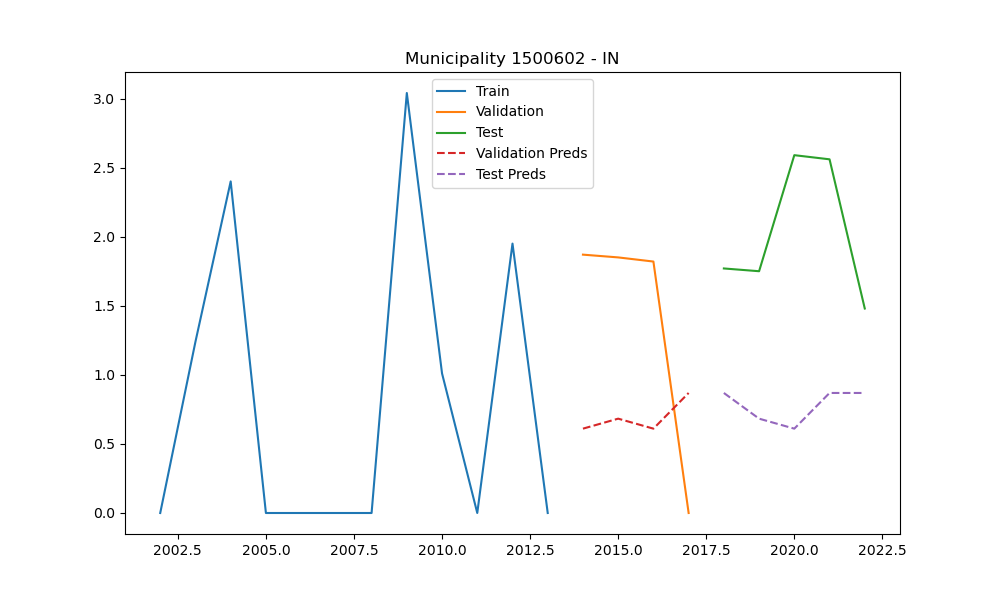 Municipality 1500602 - IN
Train
Validation
Test
Validation Preds
Test Preds
3.0
2.5
2.0
1.5
1.0
0.5
0.0
2002.5 2005.0 2007.5 2010.0 2012.5 2015.0 2017.5 2020.0 2022.5